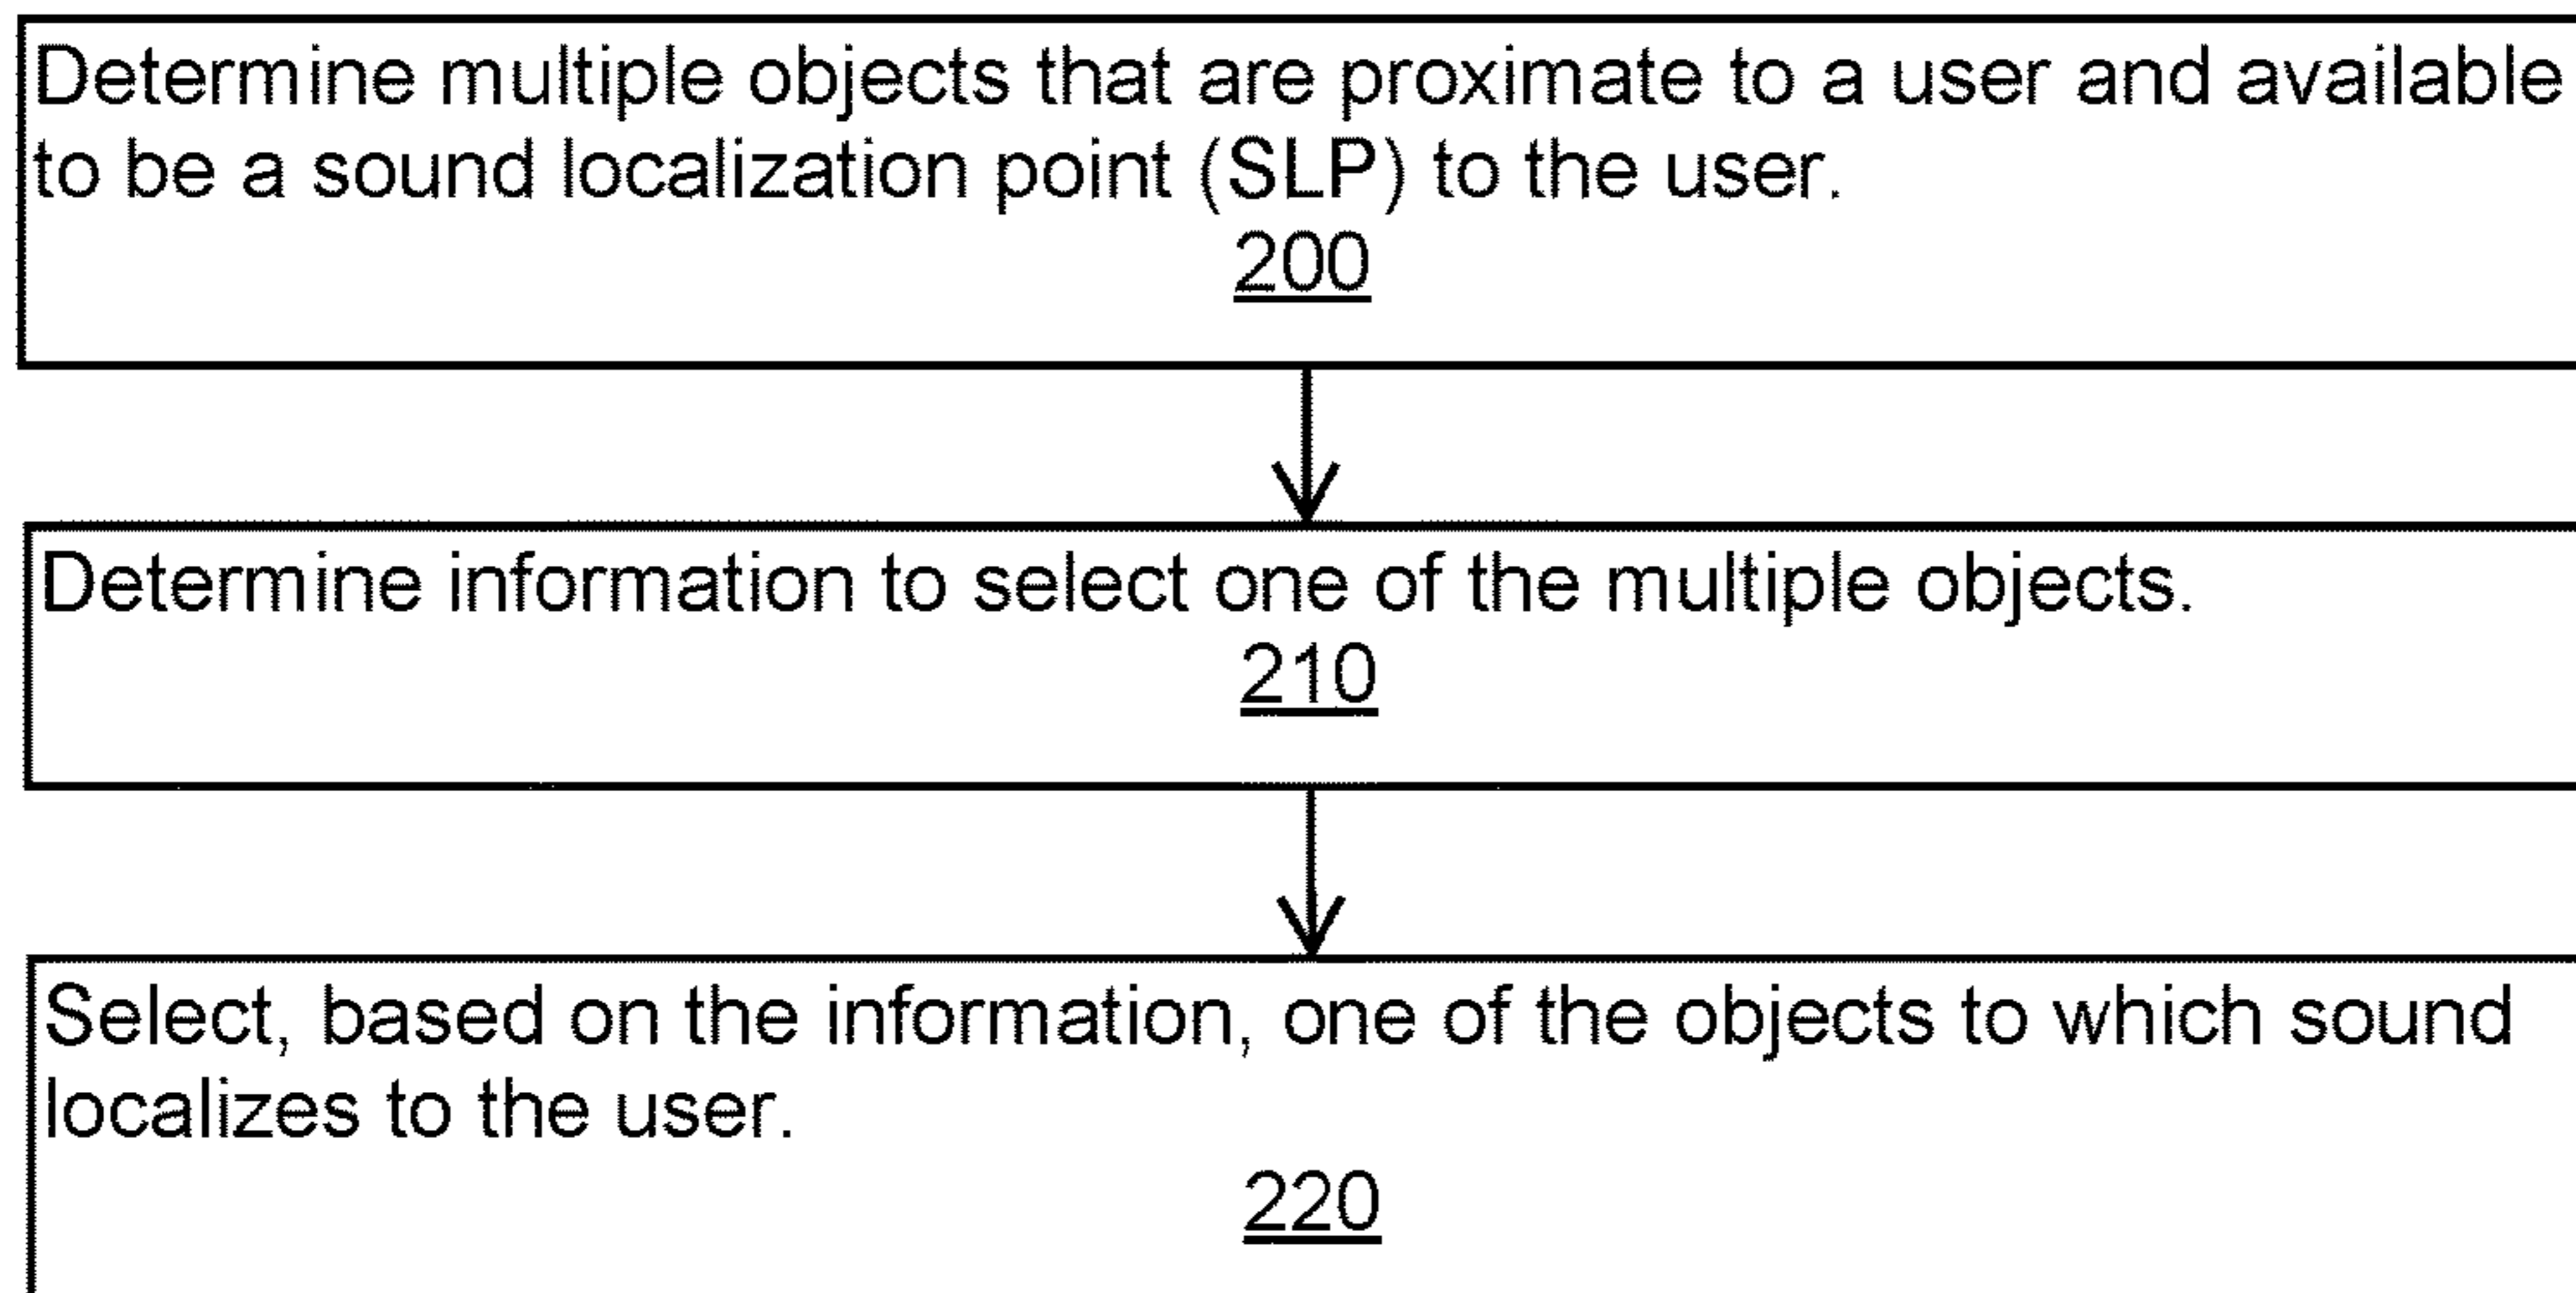 Determine multiple objects that are proximate to a user and available
to be a sound localization point (SLP) to the user.
200
Determine information to select one of the multiple objects.
210
Select, based on the information, one of the objects to which sound
localizes to the user.
220